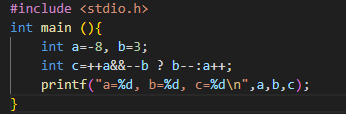 #include <stdio.h>
int main (){
    int a=-8, b=3;
    int c=++a&&--b ? b--:a++;
    printf("a=%d, b=%d, c=%d\n",a,b,c);
}